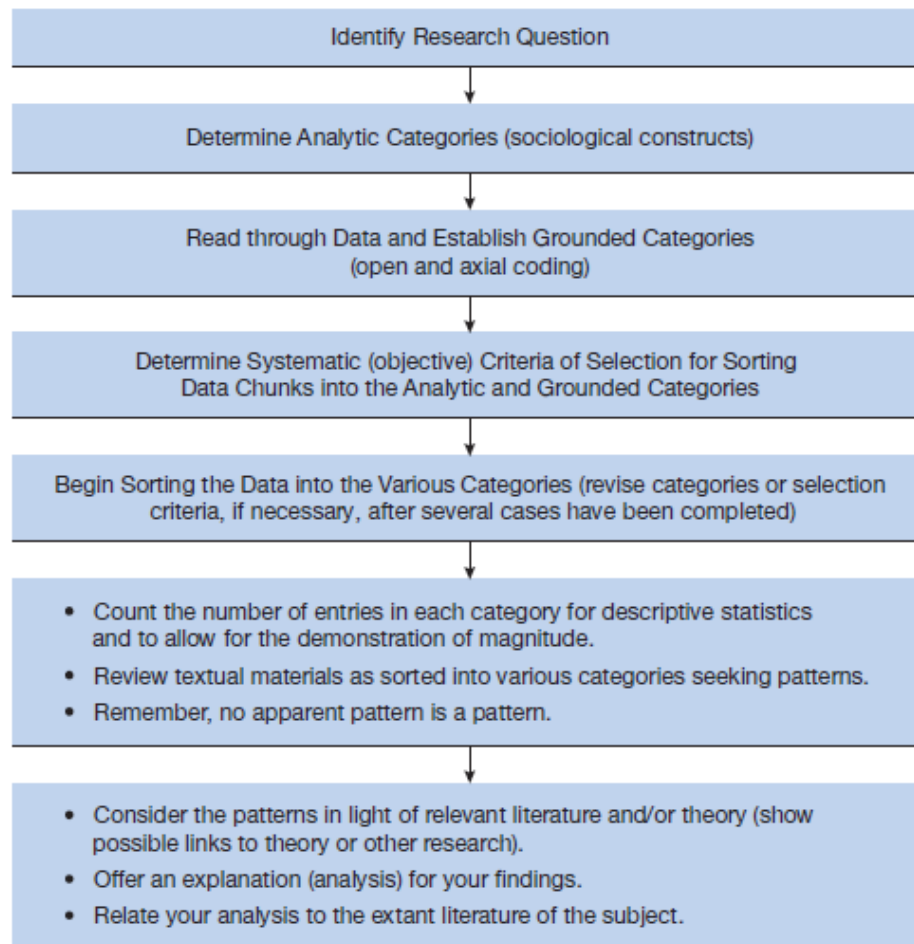 Identify Research Question
Determine Analytic Categories (sociological constructs)
Read through Data and Establish Grounded Categories
(open and axial coding)
Determine Systematic (objective) Criteria of Selection for Sorting
Data Chunks into the Analytic and Grounded Categories
Begin Sorting the Data into the Various Categories (revise categories or selection
criteria, if necessary, after several cases have been completed)
• Count the number of entries in each category for descriptive statistics
and to allow for the demonstration of magnitude.
• Review textual materials as sorted into various categories seeking patterns.
• Remember, no apparent pattern is a pattern.
• Consider the patterns in light of relevant literature and/or theory (show
possible links to theory or other research).
• Offer an explanation (analysis) for your findings.
• Relate your analysis to the extant literature of the subject.